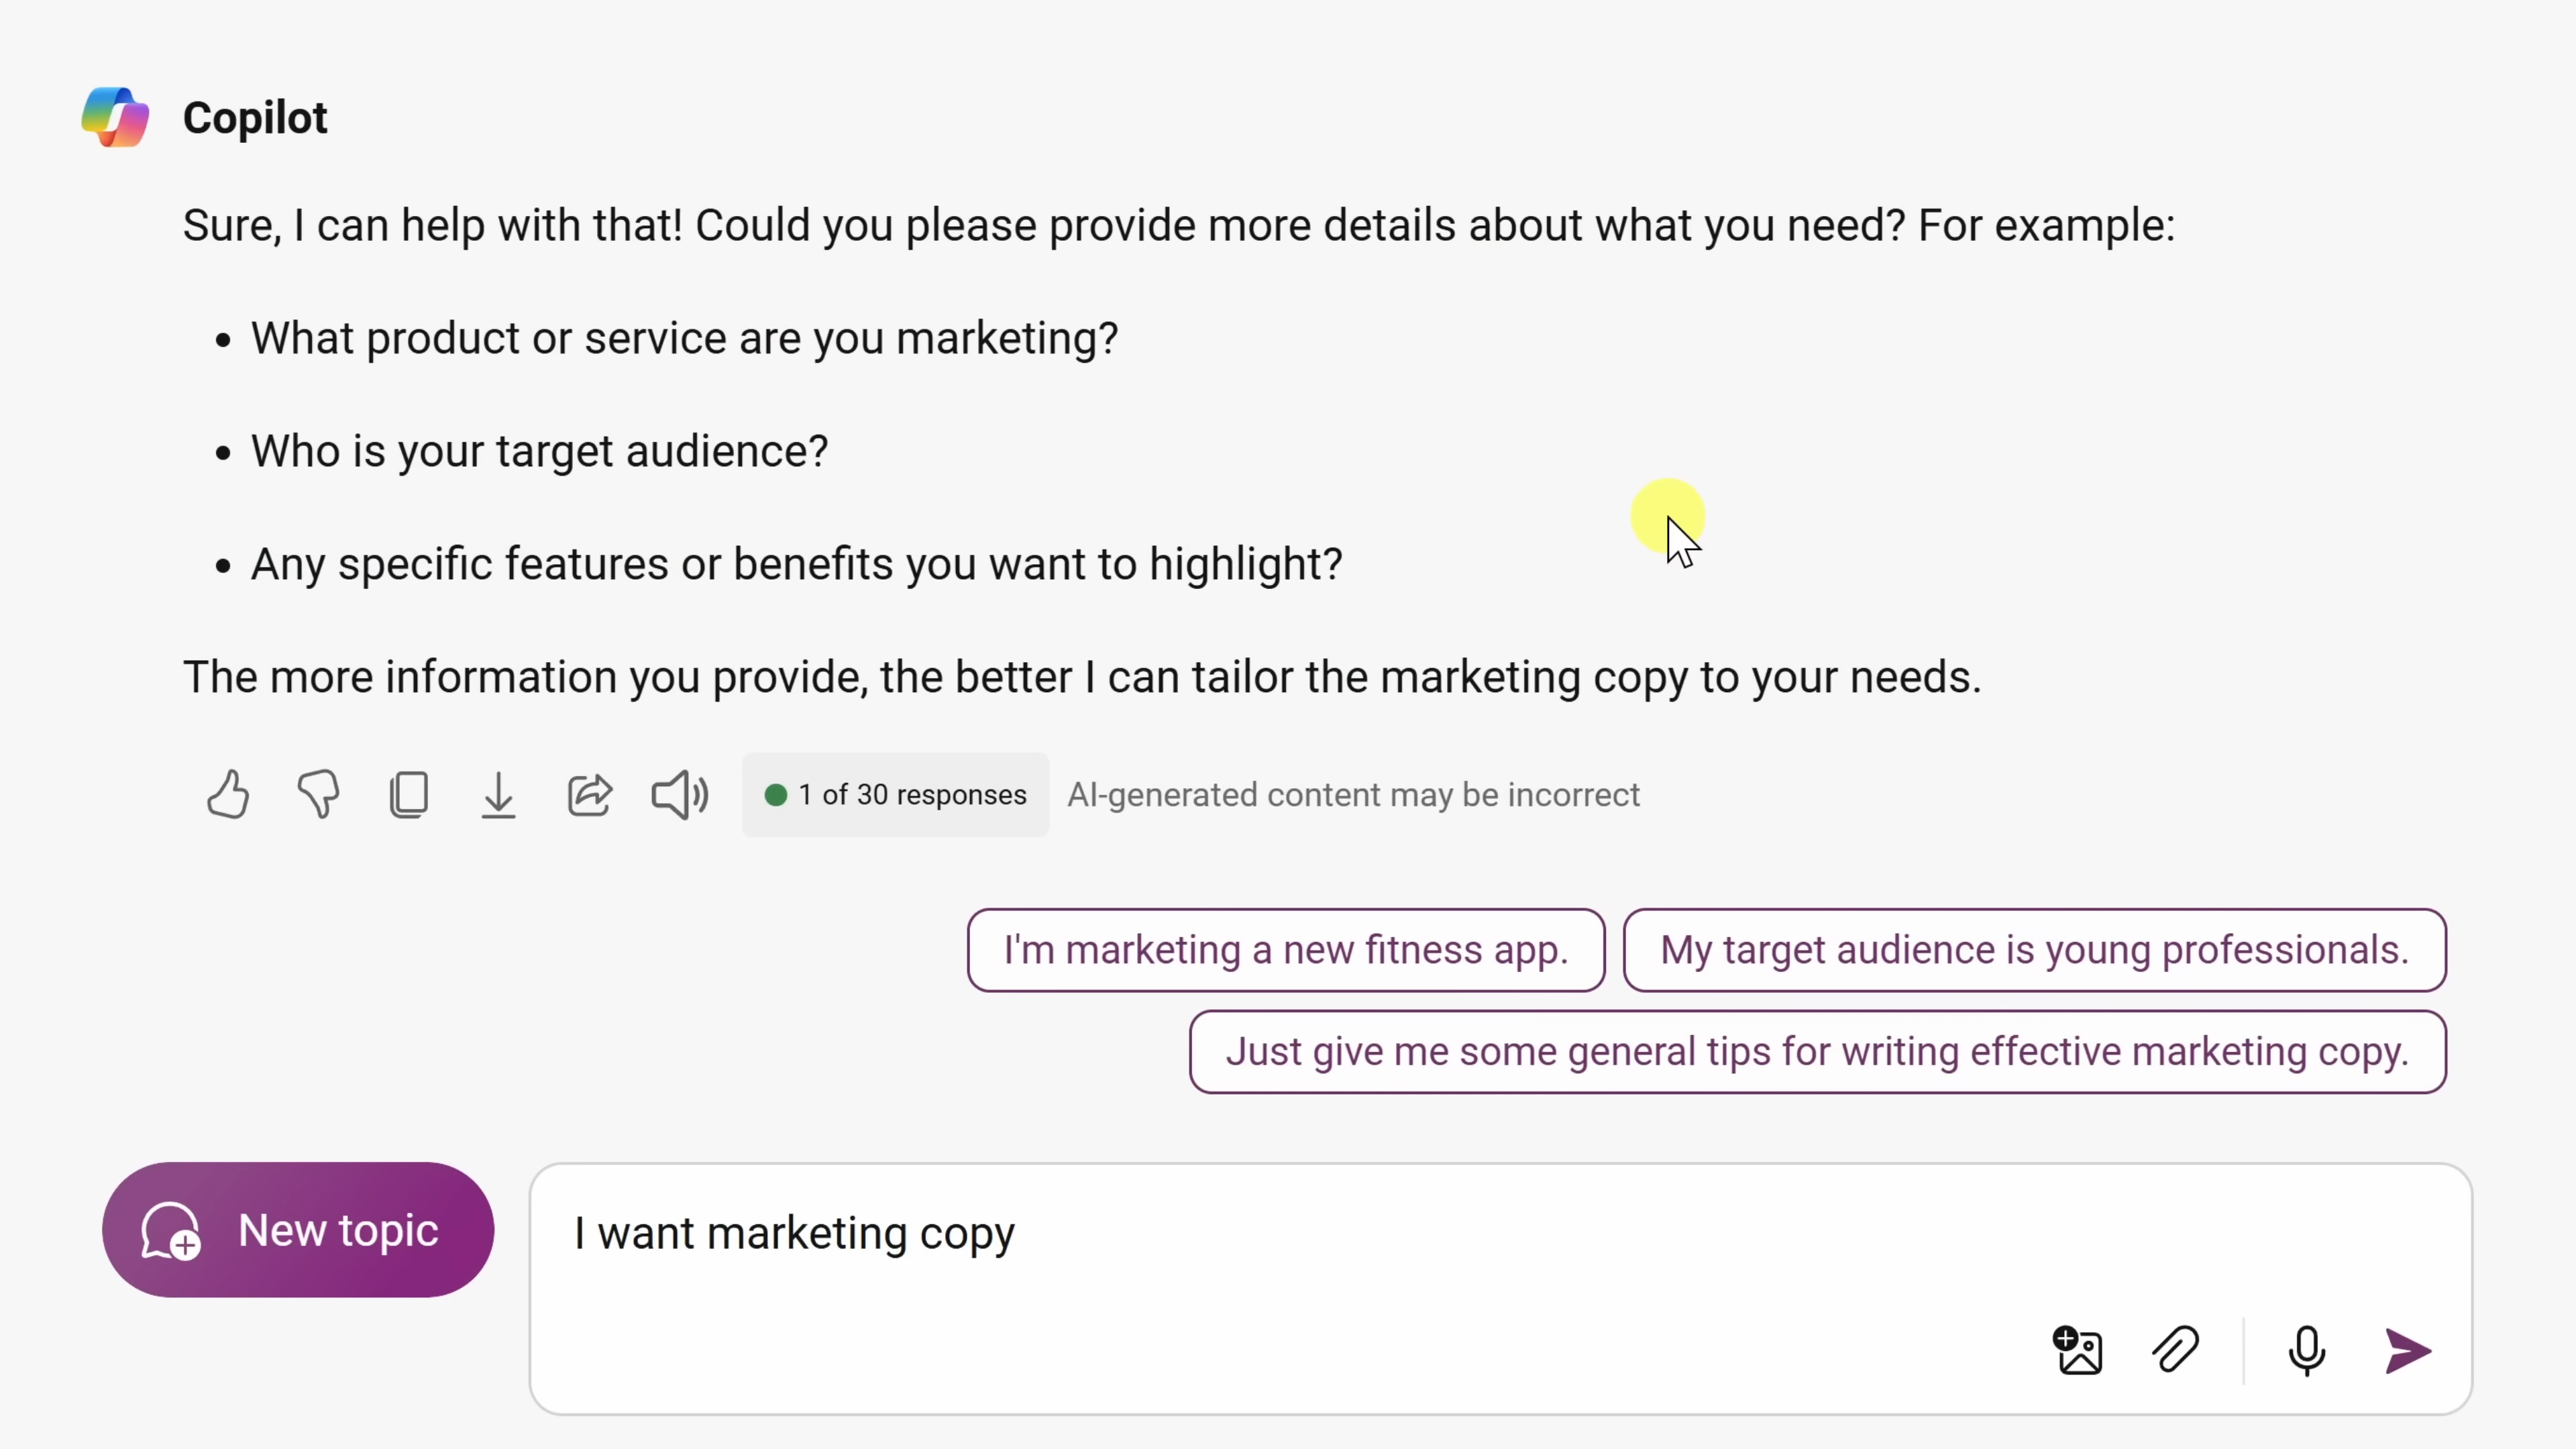 Copilot
Sure, I can help with that! Could you please provide more details about what you need? For example:
• What product or service are you marketing?
• Who is your target audience?
• Any specific features or benefits you want to highlight?
The more information you provide, the better I can tailor the marketing copy to your needs.
1 of 30 responses AI-generated content may be incorrect
I'm marketing a new fitness app. My target audience is young professionals.
Just give me some general tips for writing effective marketing copy.
New topic
I want marketing copy